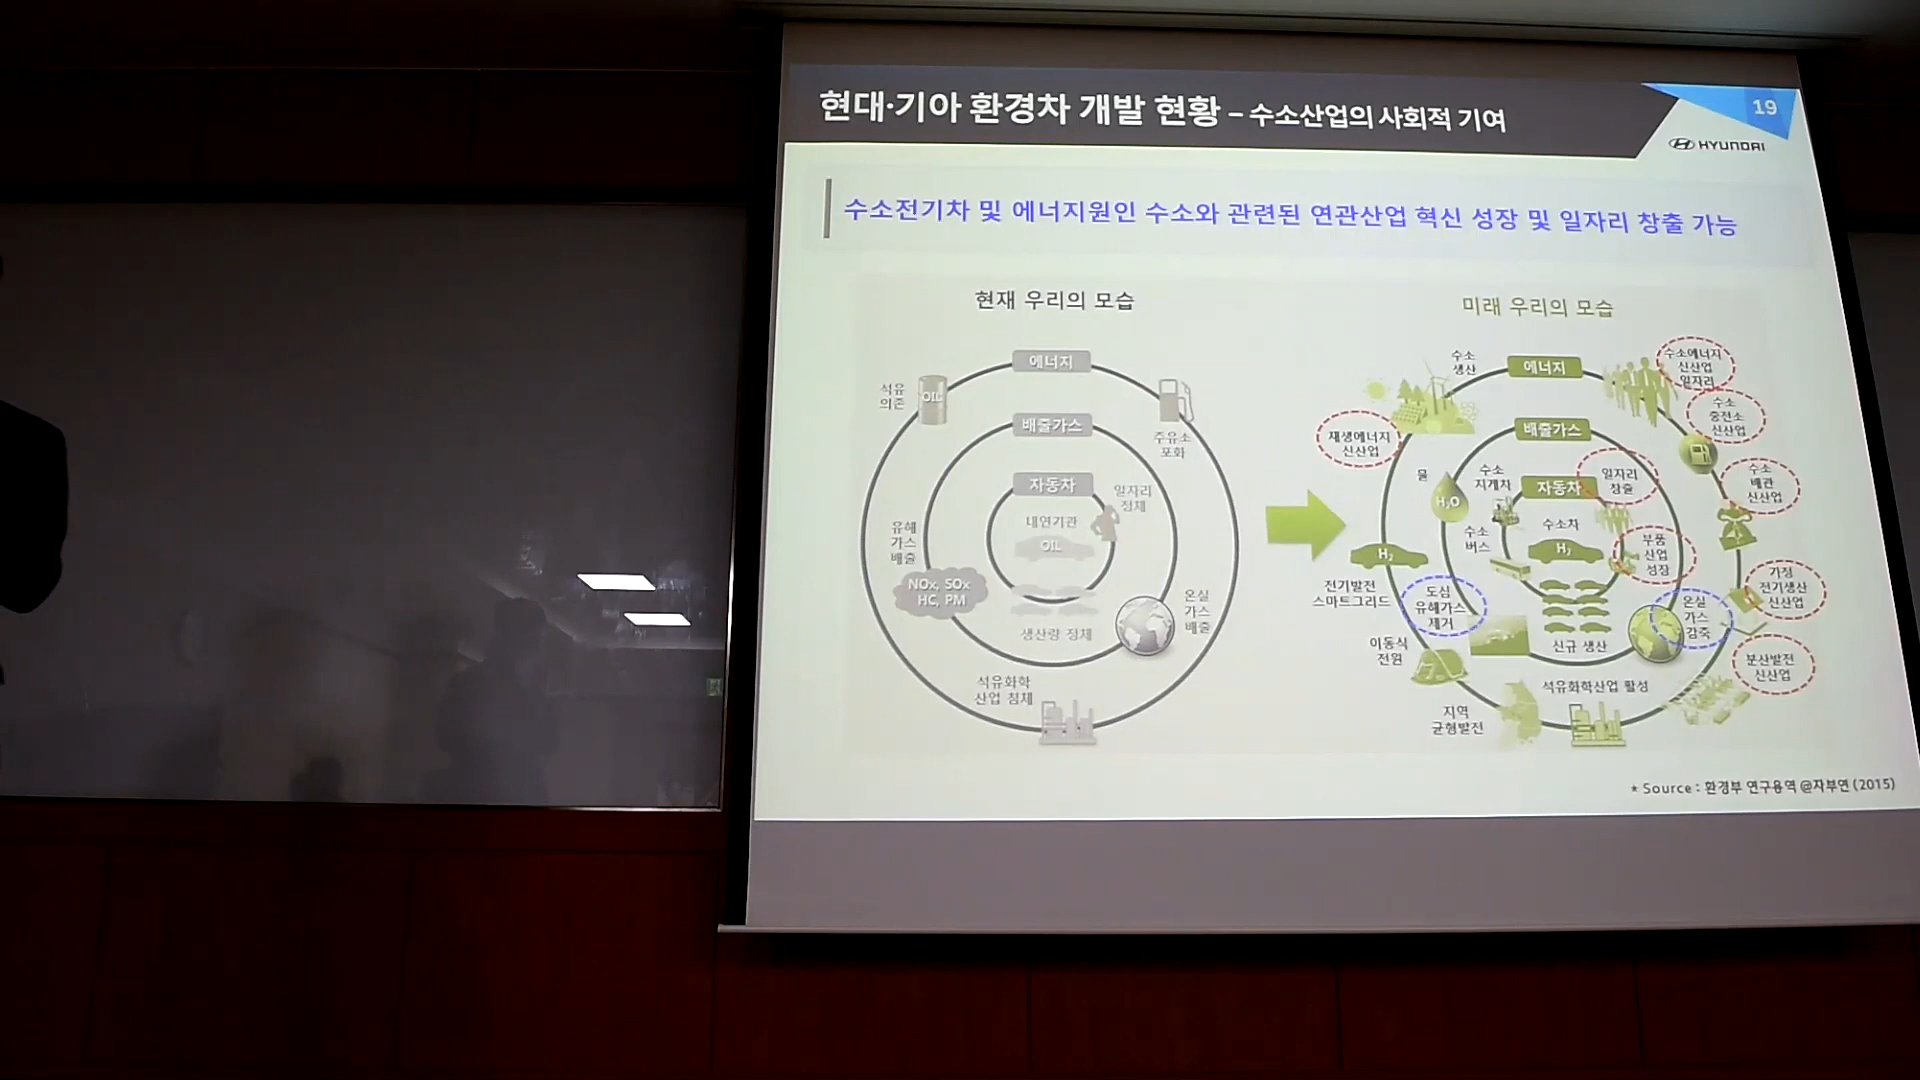 현대·기아 환경차 개발 현황 – 수소산업의 사회적 기여
19
HYUNDAI
수소전기차 및 에너지원인 수소와 관련된 연관산업 혁신 성장 및 일자리 창출 가능
현재 우리의 모습
에너지
석유
의존
OIL
주유소
포화
배출가스
자동차
일자리
정체
내연기관
OIL
유해
가스
배출
NOx, SOx
HC, PM
생산량 정체
온실
가스
배출
석유화학
산업 침체
미래 우리의 모습
수소
생산
에너지
수소에너지
신산업
일자리
수소
충전소
신산업
재생에너지
신산업
배출가스
물
H₂O
수소
지게차
자동차
일자리
창출
수소
배관
신산업
수소
버스
수소차
H₂
부품
산업
성장
H₂
전기발전
스마트그리드
도심
유해가스
제거
온실
가스
감축
가정
전기생산
신산업
이동식
전원
신규 생산
분산발전
신산업
석유화학산업 활성
지역
균형발전
* Source : 환경부 연구용역 @자부연 (2015)